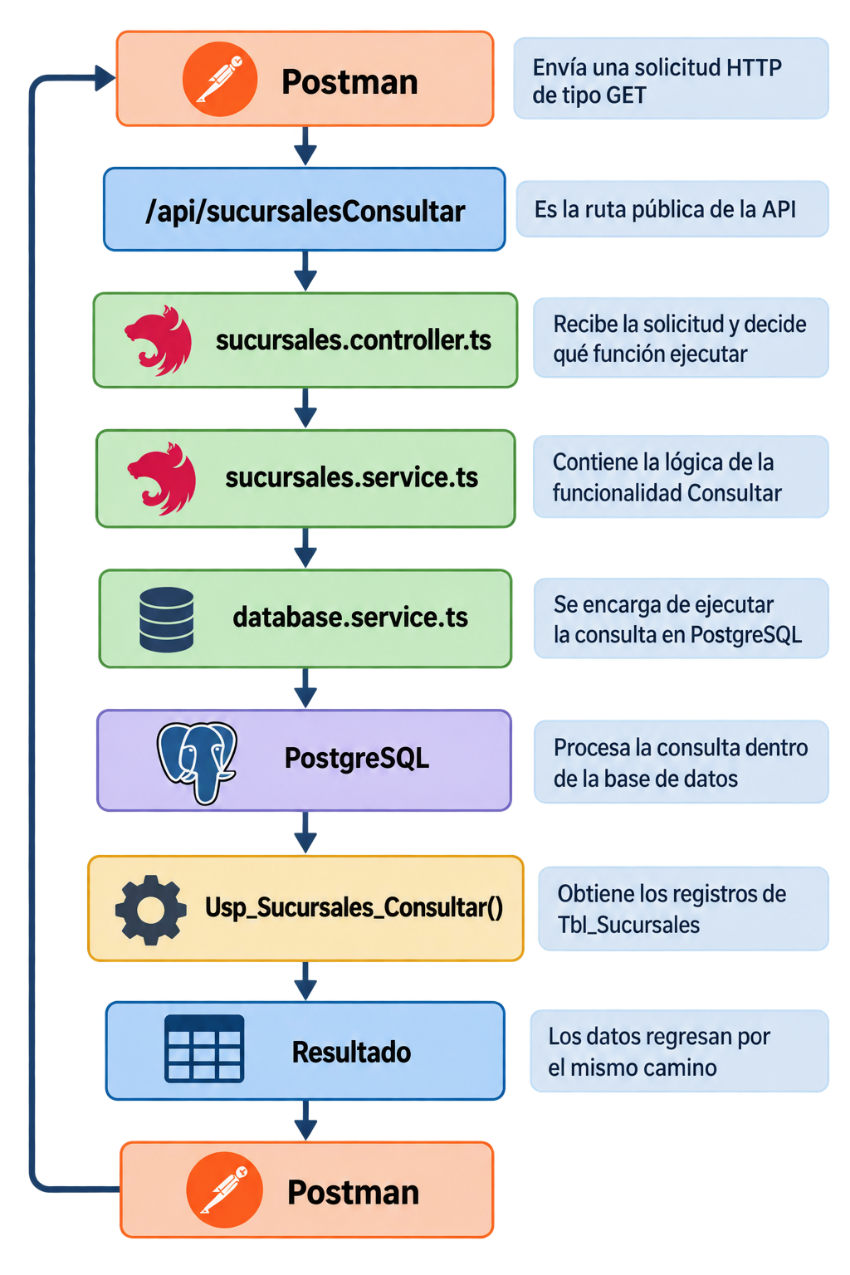 Postman
Envía una solicitud HTTP
de tipo GET
/api/sucursalesConsultar
Es la ruta pública de la API
sucursales.controller.ts
Recibe la solicitud y decide
qué función ejecutar
sucursales.service.ts
Contiene la lógica de la
funcionalidad Consultar
database.service.ts
Se encarga de ejecutar
la consulta en PostgreSQL
PostgreSQL
Procesa la consulta dentro
de la base de datos
Usp_Sucursales_Consultar()
Obtiene los registros de
Tbl_Sucursales
Resultado
Los datos regresan por
el mismo camino
Postman